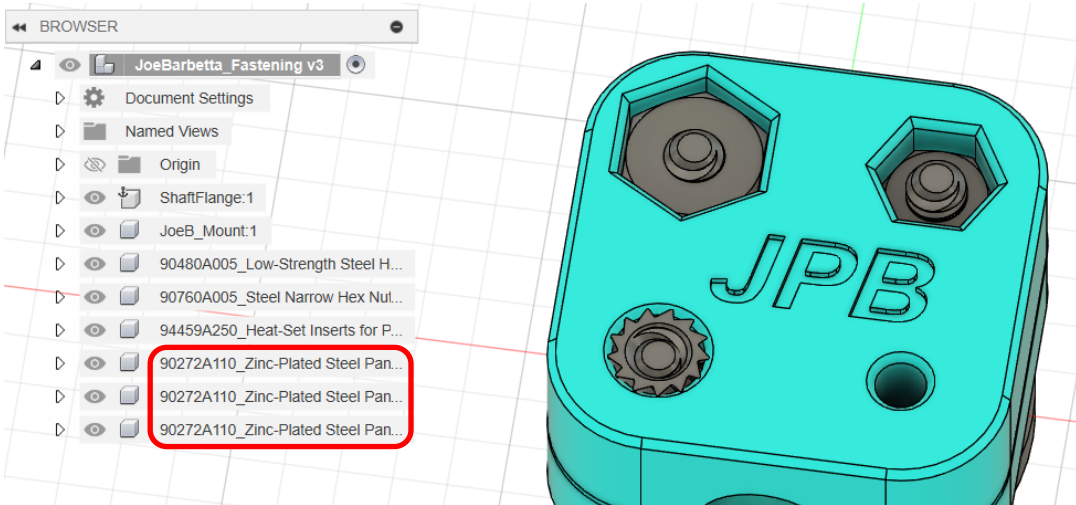 BROWSER
JoeBarbetta_Fastening v3
Document Settings
Named Views
Origin
ShaftFlange:1
JoeB_Mount:1
90480A005_Low-Strength Steel H...
90760A005_Steel Narrow Hex Nut...
94459A250_Heat-Set Inserts for P...
90272A110_Zinc-Plated Steel Pan...
90272A110_Zinc-Plated Steel Pan...
90272A110_Zinc-Plated Steel Pan...
JPB